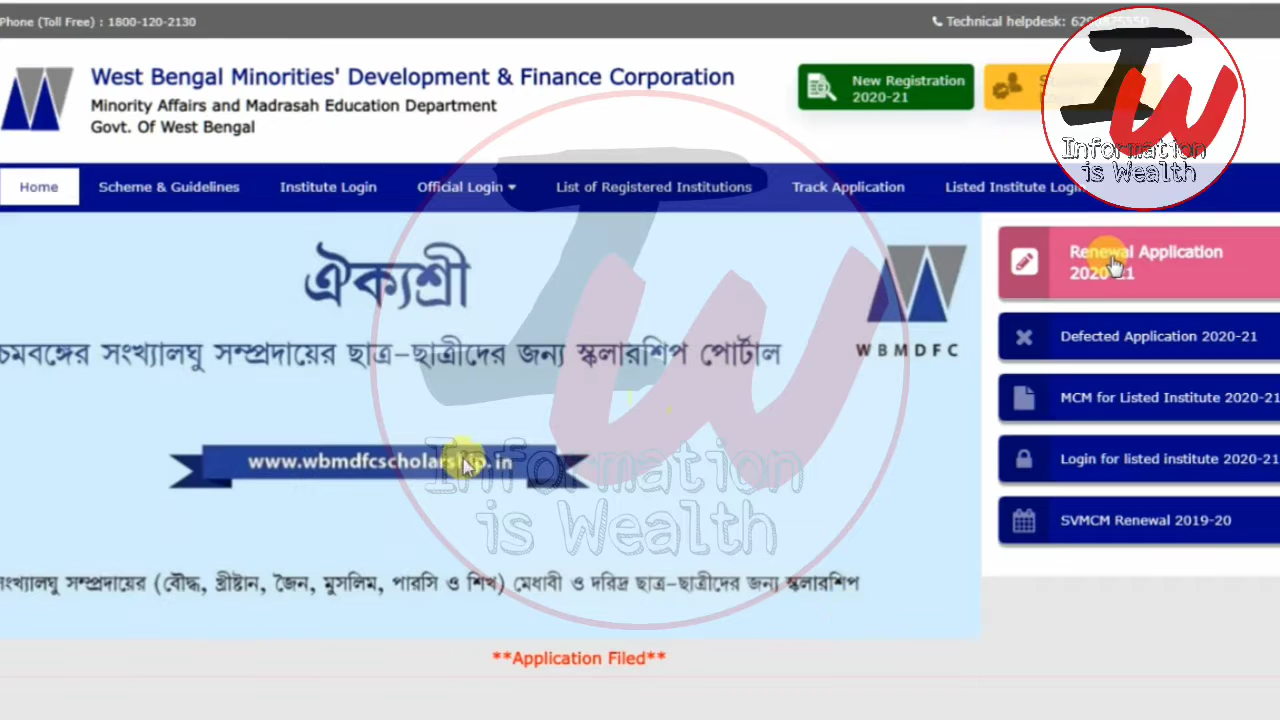 Phone (Toll Free) : 1800-120-2130
Technical helpdesk:
West Bengal Minorities' Development & Finance Corporation
Minority Affairs and Madrasah Education Department
Govt. Of West Bengal
New Registration
2020-21
Information
is Wealth
Home
Scheme & Guidelines
Institute Login
Official Login
List of Registered Institutions
Track Application
Listed Institute Login
ঐক্যশ্রী
সংখ্যালঘু সম্প্রদায়ের ছাত্র-ছাত্রীদের জন্য স্কলারশিপ পোর্টাল
WBMDFC
www.wbmdfcscholarship.in
সম্প্রদায়ের (বৌদ্ধ, খ্রীষ্টান, জৈন, মুসলিম, পারসি ও শিখ) মেধাবী ও দরিদ্র ছাত্র-ছাত্রীদের জন্য স্কলারশিপ
Information
is Wealth
Renewal Application
2020-21
Defected Application 2020-21
MCM for Listed Institute 2020-21
Login for listed institute 2020-21
SVMCM Renewal 2019-20
**Application Filed**